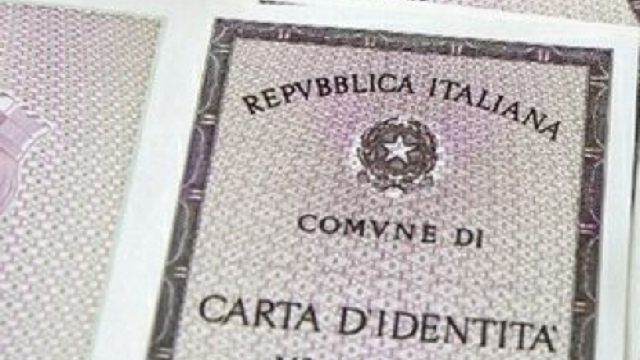 REPVBBLICA ITALIANA
COMVNE DI
CARTA D'IDENTITA'